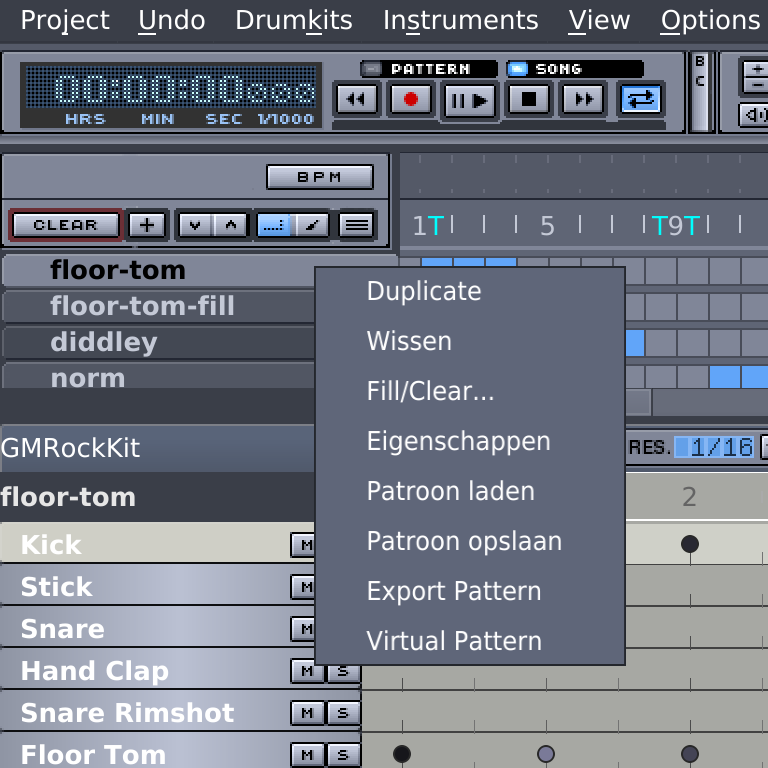 Project Undo Drumkits Instruments View Options
00:00:00000
PATTERN SONG
B
C
HRS MIN SEC 1/1000
BPM
CLEAR
1T 5 T9T
floor-tom
floor-tom-fill
diddley
norm
Duplicate
Wissen
Fill/Clear...
Eigenschappen
Patroon laden
Patroon opslaan
Export Pattern
Virtual Pattern
GMRockKit
RES. 1/16
floor-tom
2
Kick M
Stick M
Snare M
Hand Clap M S
Snare Rimshot M S
Floor Tom M S